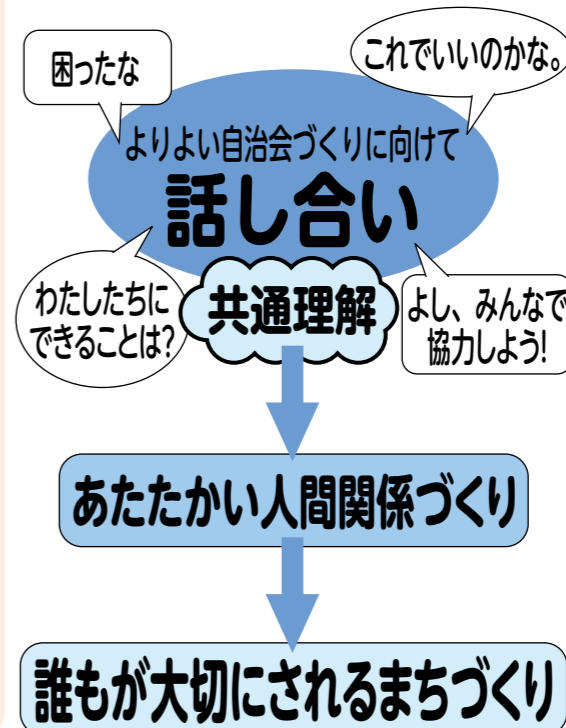 困ったな
これでいいのかな。
よりよい自治会づくりに向けて
話し合い
わたしたちに
できることは?
共通理解
よし、みんなで
協力しよう!
あたたかい人間関係づくり
誰もが大切にされるまちづくり